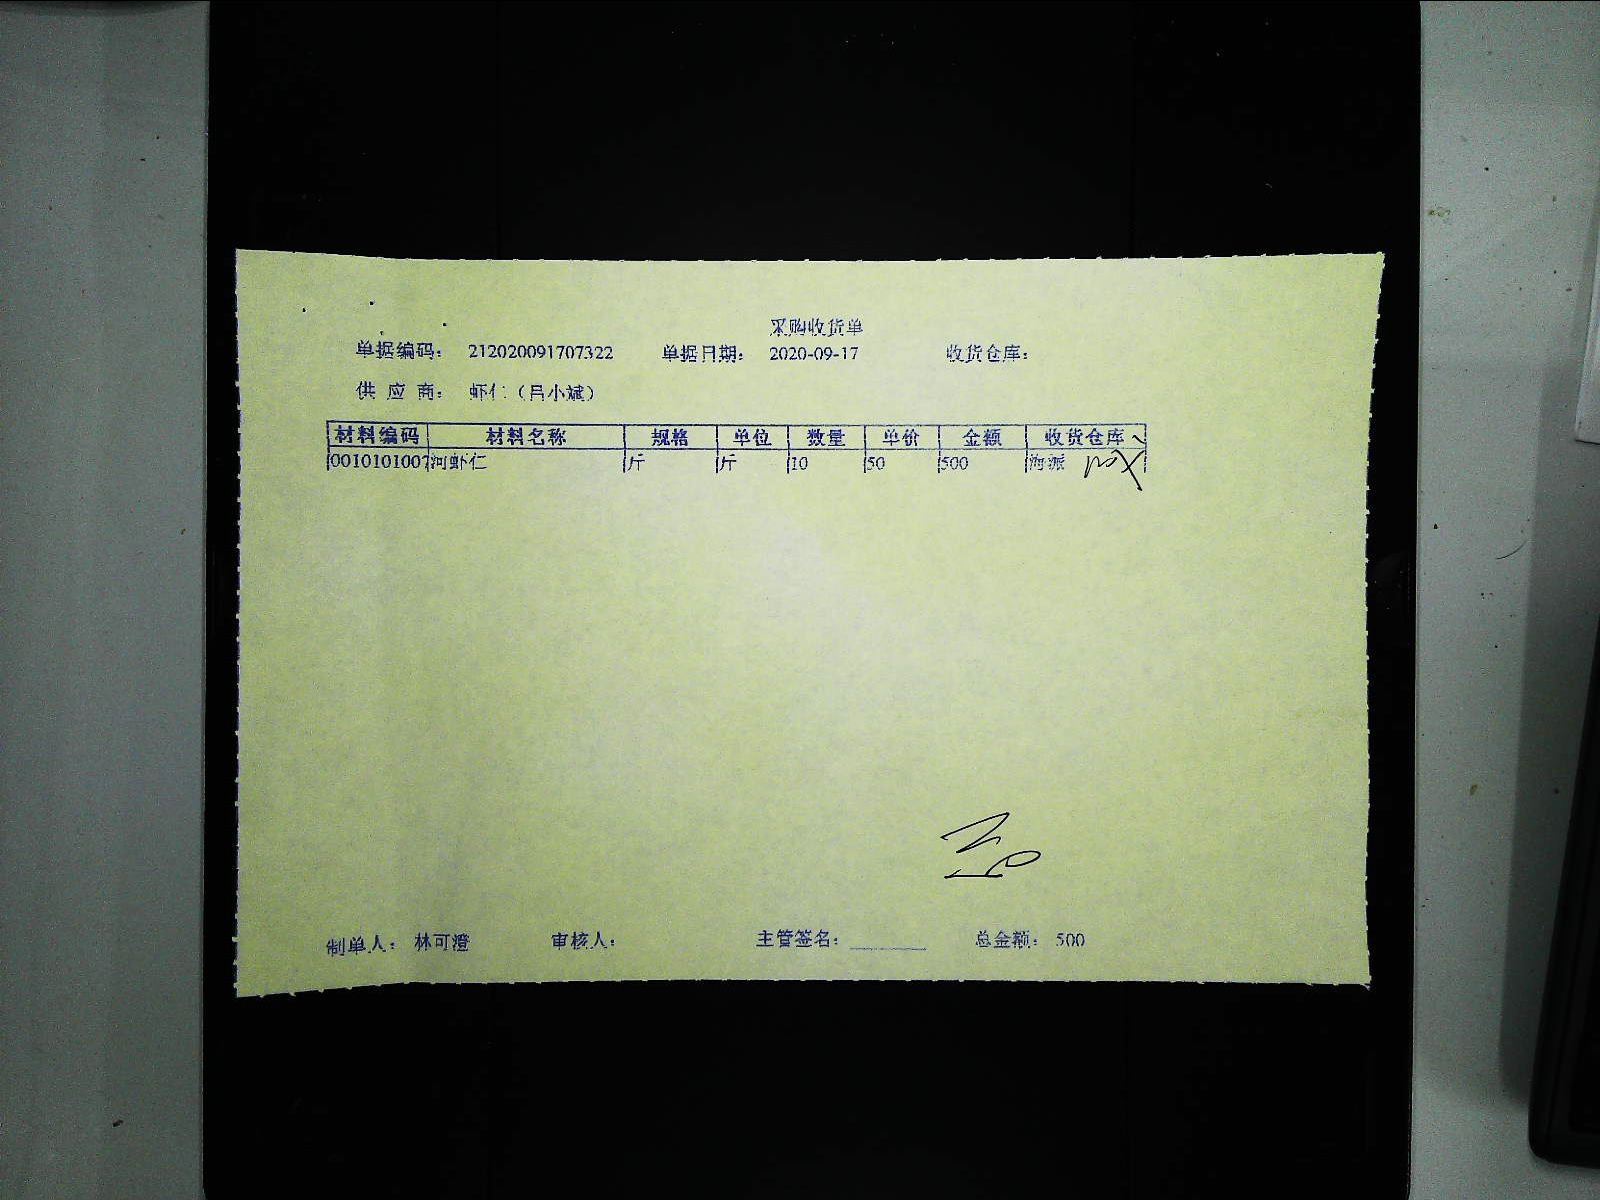 采购收货单
单据编码： 212020091707322 单据日期： 2020-09-17 收货仓库：
供 应 商： 虾仁（吕小斌）
材料编码 材料名称 规格 单位 数量 单价 金额 收货仓库
0010101007 河虾仁 斤 斤 10 50 500 海派
制单人： 林可澄 审核人： 主管签名： 总金额： 500